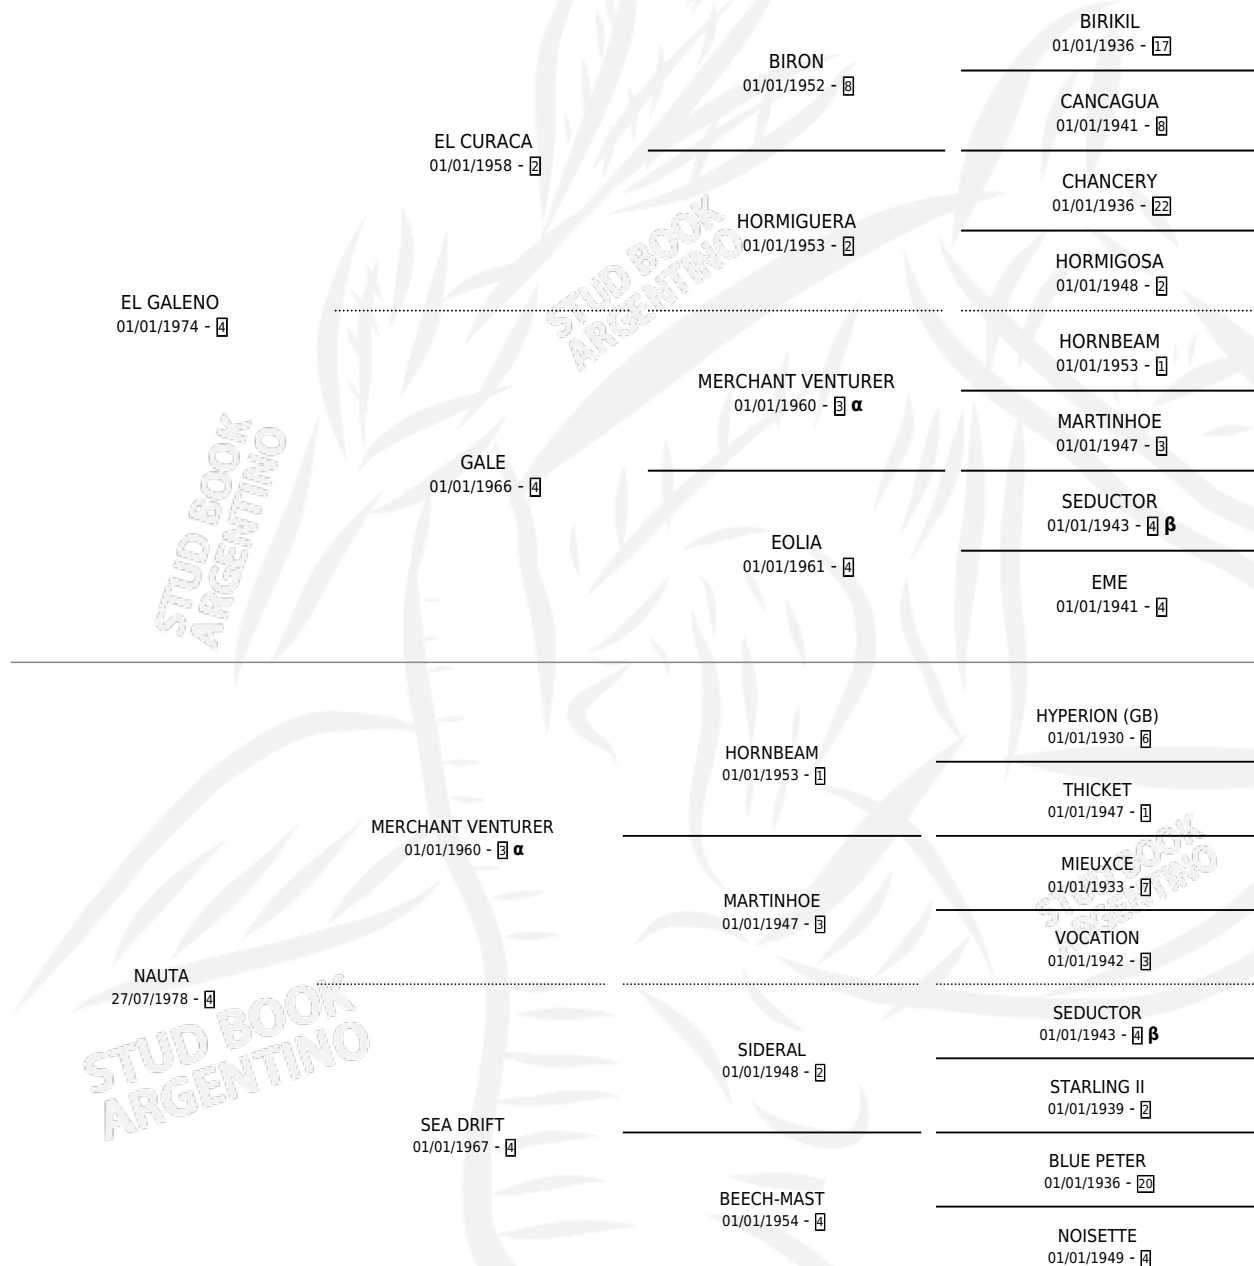 BIRIKIL
01/01/1936 - 17
BIRON
01/01/1952 - 8
CANCAGUA
01/01/1941 - 8
EL CURACA
01/01/1958 - 2
CHANCERY
01/01/1936 - 22
HORMIGUERA
01/01/1953 - 2
HORMIGOSA
01/01/1948 - 2
STUD BOOK
ARGENTINO
EL GALENO
01/01/1974 - 4
HORNBEAM
01/01/1953 - 1
MERCHANT VENTURER
01/01/1960 - 3 α
MARTINHOE
01/01/1947 - 3
GALE
01/01/1966 - 4
SEDUCTOR
01/01/1943 - 4 β
EOLIA
01/01/1961 - 4
EME
01/01/1941 - 4
STUD BOOK
ARGENTINO
HYPERION (GB)
01/01/1930 - 6
HORNBEAM
01/01/1953 - 1
THICKET
01/01/1947 - 1
MERCHANT VENTURER
01/01/1960 - 3 α
MIEUXCE
01/01/1933 - 7
STUD BOOK
ARGENTINO
MARTINHOE
01/01/1947 - 3
VOCATION
01/01/1942 - 3
NAUTA
27/07/1978 - 4
STUD BOOK
ARGENTINO
SEDUCTOR
01/01/1943 - 4 β
SIDERAL
01/01/1948 - 2
STARLING II
01/01/1939 - 2
SEA DRIFT
01/01/1967 - 4
BLUE PETER
01/01/1936 - 20
BEECH-MAST
01/01/1954 - 4
NOISETTE
01/01/1949 - 4